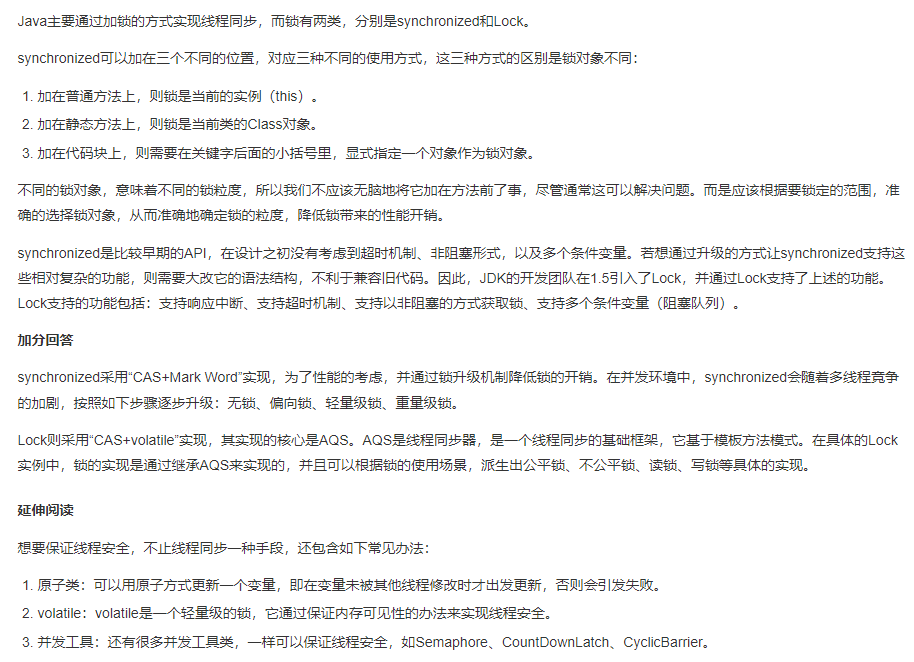 Java主要通过加锁的方式实现线程同步，而锁有两类，分别是synchronized和Lock。
synchronized可以加在三个不同的位置，对应三种不同的使用方式，这三种方式的区别是锁对象不同：
1. 加在普通方法上，则锁是当前的实例（this）。
2. 加在静态方法上，则锁是当前类的Class对象。
3. 加在代码块上，则需要在关键字后面的小括号里，显式指定一个对象作为锁对象。
不同的锁对象，意味着不同的锁粒度，所以我们不应该无脑地将它加在方法前了事，尽管通常这可以解决问题。而是应该根据要锁定的范围，准
确的选择锁对象，从而准确地确定锁的粒度，降低锁带来的性能开销。
synchronized是比较早期的API，在设计之初没有考虑到超时机制、非阻塞形式，以及多个条件变量。若想通过升级的方式让synchronized支持这
些相对复杂的功能，则需要大改它的语法结构，不利于兼容旧代码。因此，JDK的开发团队在1.5引入了Lock，并通过Lock支持了上述的功能。
Lock支持的功能包括：支持响应中断、支持超时机制、支持以非阻塞的方式获取锁、支持多个条件变量（阻塞队列）。
加分回答
synchronized采用“CAS+Mark Word”实现，为了性能的考虑，并通过锁升级机制降低锁的开销。在并发环境中，synchronized会随着多线程竞争
的加剧，按照如下步骤逐步升级：无锁、偏向锁、轻量级锁、重量级锁。
Lock则采用“CAS+volatile”实现，其实现的核心是AQS。AQS是线程同步器，是一个线程同步的基础框架，它基于模板方法模式。在具体的Lock
实例中，锁的实现是通过继承AQS来实现的，并且可以根据锁的使用场景，派生出公平锁、不公平锁、读锁、写锁等具体的实现。
延伸阅读
想要保证线程安全，不止线程同步一种手段，还包含如下常见办法：
1. 原子类：可以用原子方式更新一个变量，即在变量未被其他线程修改时才出发更新，否则会引发失败。
2. volatile：volatile是一个轻量级的锁，它通过保证内存可见性的办法来实现线程安全。
3. 并发工具：还有很多并发工具类，一样可以保证线程安全，如Semaphore、CountDownLatch、CyclicBarrier。